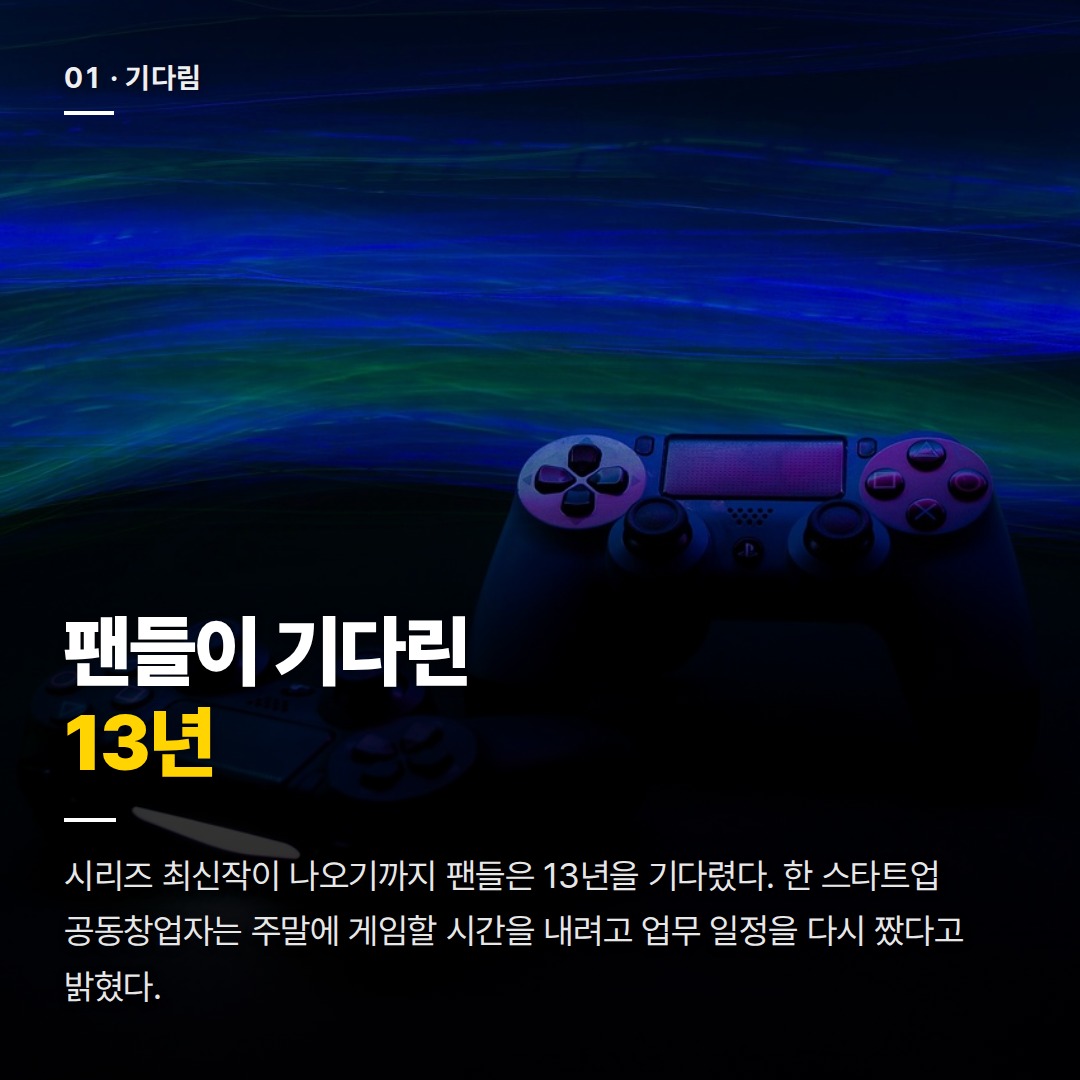 01 · 기다림
팬들이 기다린
13년
시리즈 최신작이 나오기까지 팬들은 13년을 기다렸다. 한 스타트업
공동창업자는 주말에 게임할 시간을 내려고 업무 일정을 다시 짰다고
밝혔다.